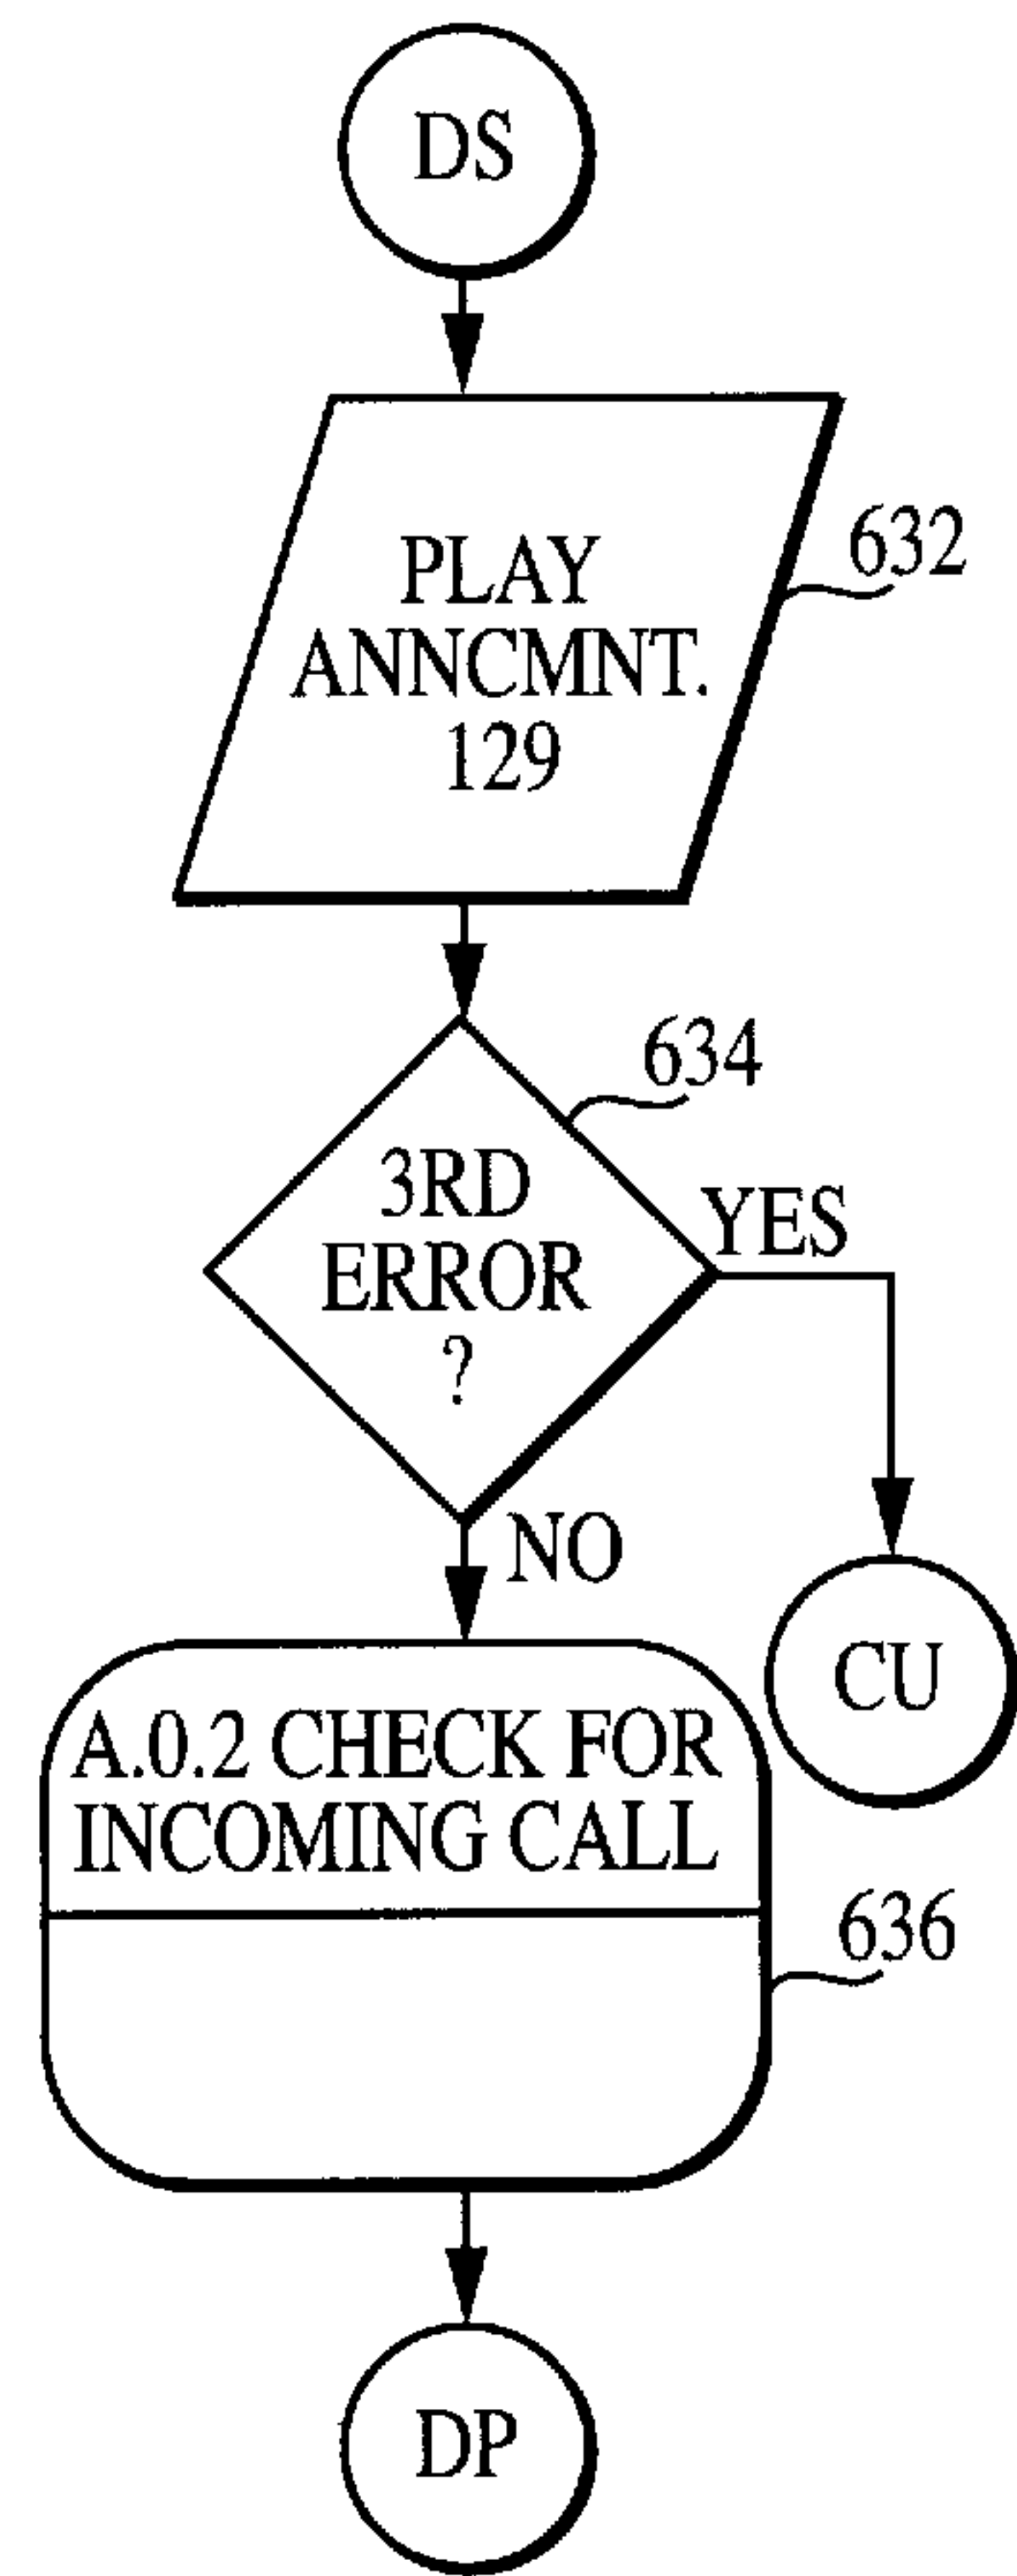 DS
PLAY
ANNCMNT.
129
632
634
3RD
ERROR
?
YES
NO
CU
A.0.2 CHECK FOR
INCOMING CALL
636
DP